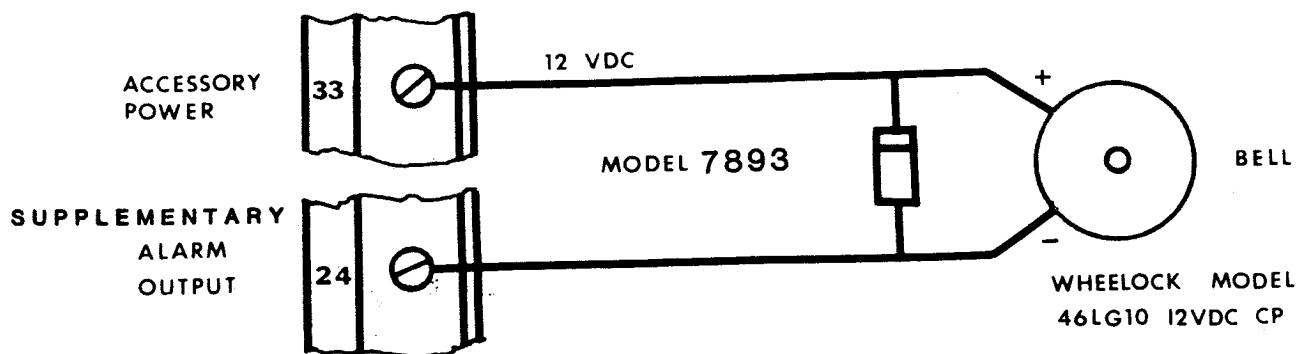 ACCESSORY
POWER
33
12 VDC
+
MODEL 7893
BELL
SUPPLEMENTARY
ALARM
OUTPUT
24
−
WHEELOCK MODEL
46LG10 12VDC CP